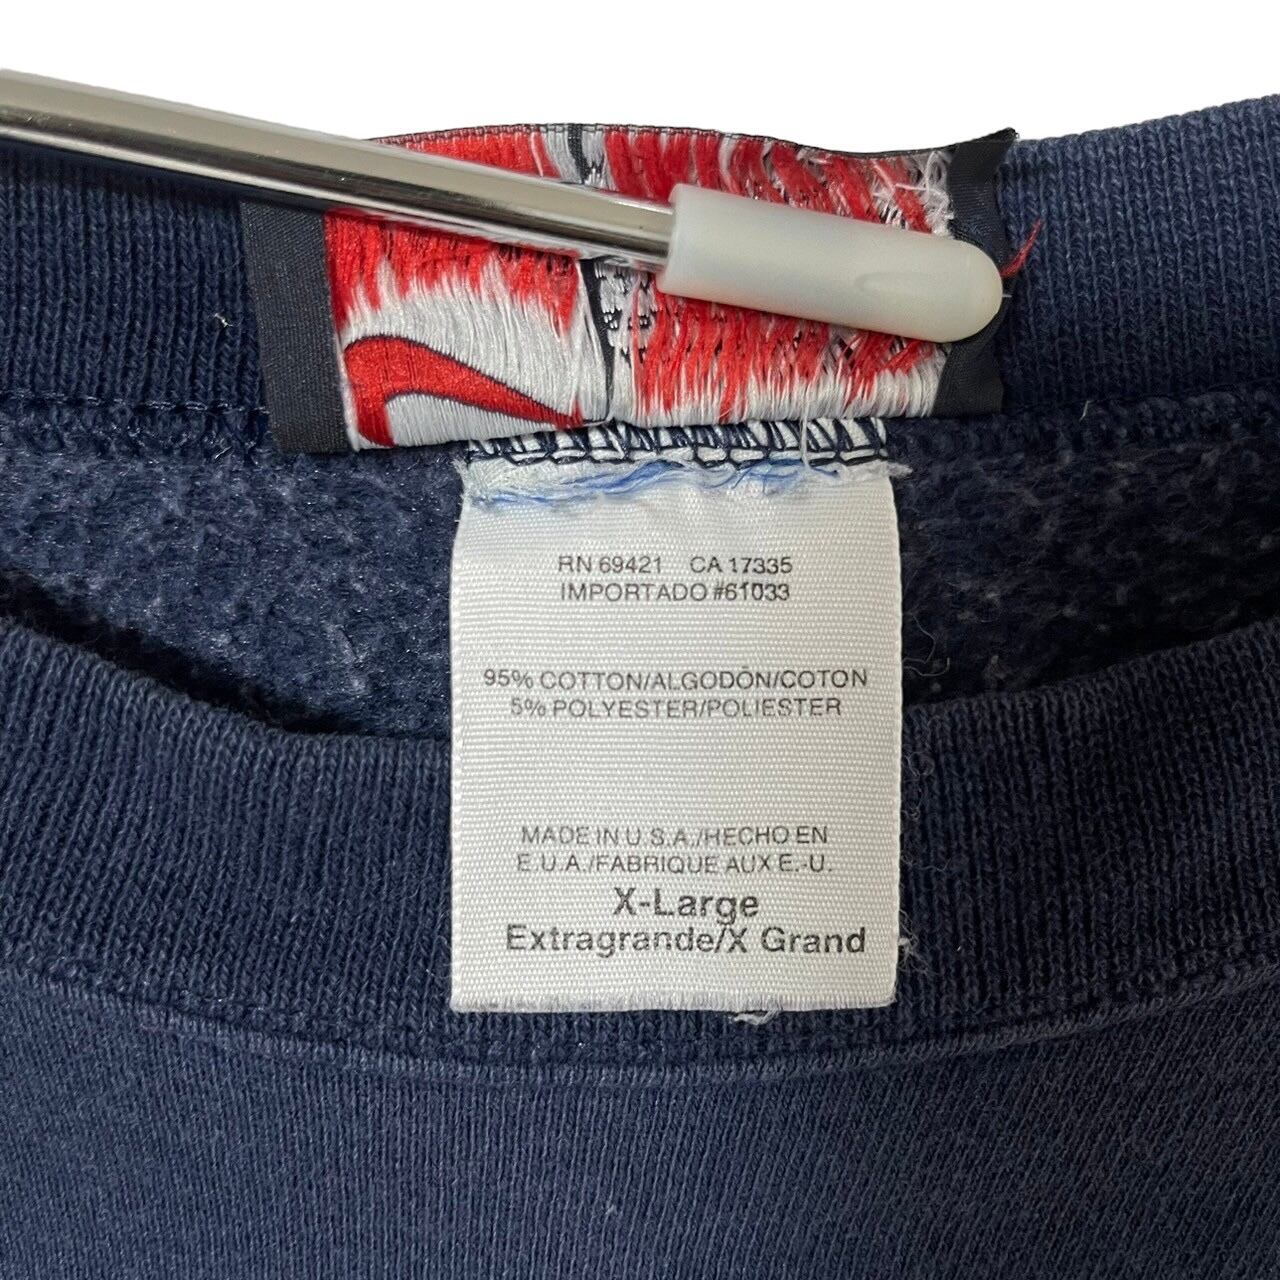 RN 69421 CA 17335
IMPORTADO #61033
95% COTTON/ALGODÓN/COTON
5% POLYESTER/POLIESTER
MADE IN U.S.A./HECHO EN
E.U.A./FABRIQUE AUX E.-U.
X-Large
Extragrande/X Grand